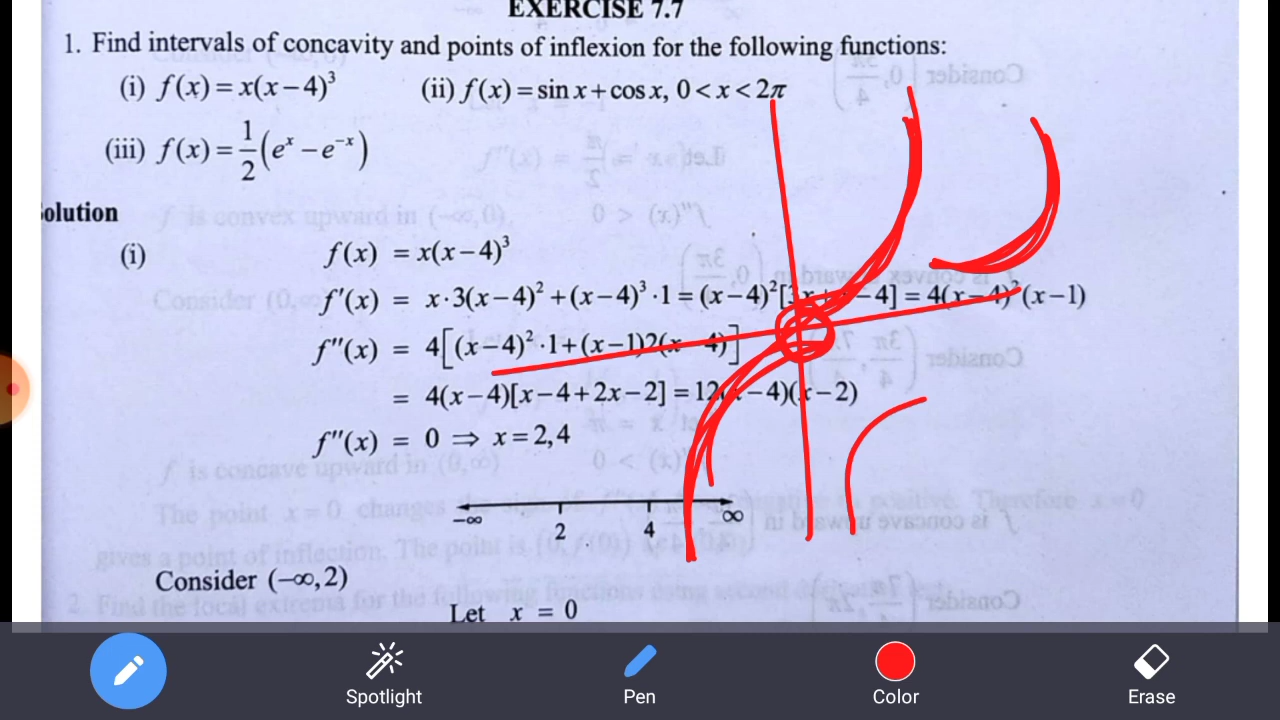 EXERCISE 7.7
1. Find intervals of concavity and points of inflexion for the following functions:
(i) f(x) = x(x−4)³ (ii) f(x) = sin x + cos x, 0 < x < 2π
(iii) f(x) = 1/2 (eˣ − e⁻ˣ)
olution
(i) f(x) = x(x−4)³
f'(x) = x·3(x−4)² + (x−4)³·1 = (x−4)²[3x + −4] = 4(x−4)²(x−1)
f''(x) = 4[(x−4)²·1+(x−1)2(x−4)]
= 4(x−4)[x−4+2x−2] = 12(x−4)(x−2)
f''(x) = 0 ⇒ x = 2,4
−∞ 2 4 ∞
Consider (−∞,2)
Let x = 0
Spotlight Pen Color Erase